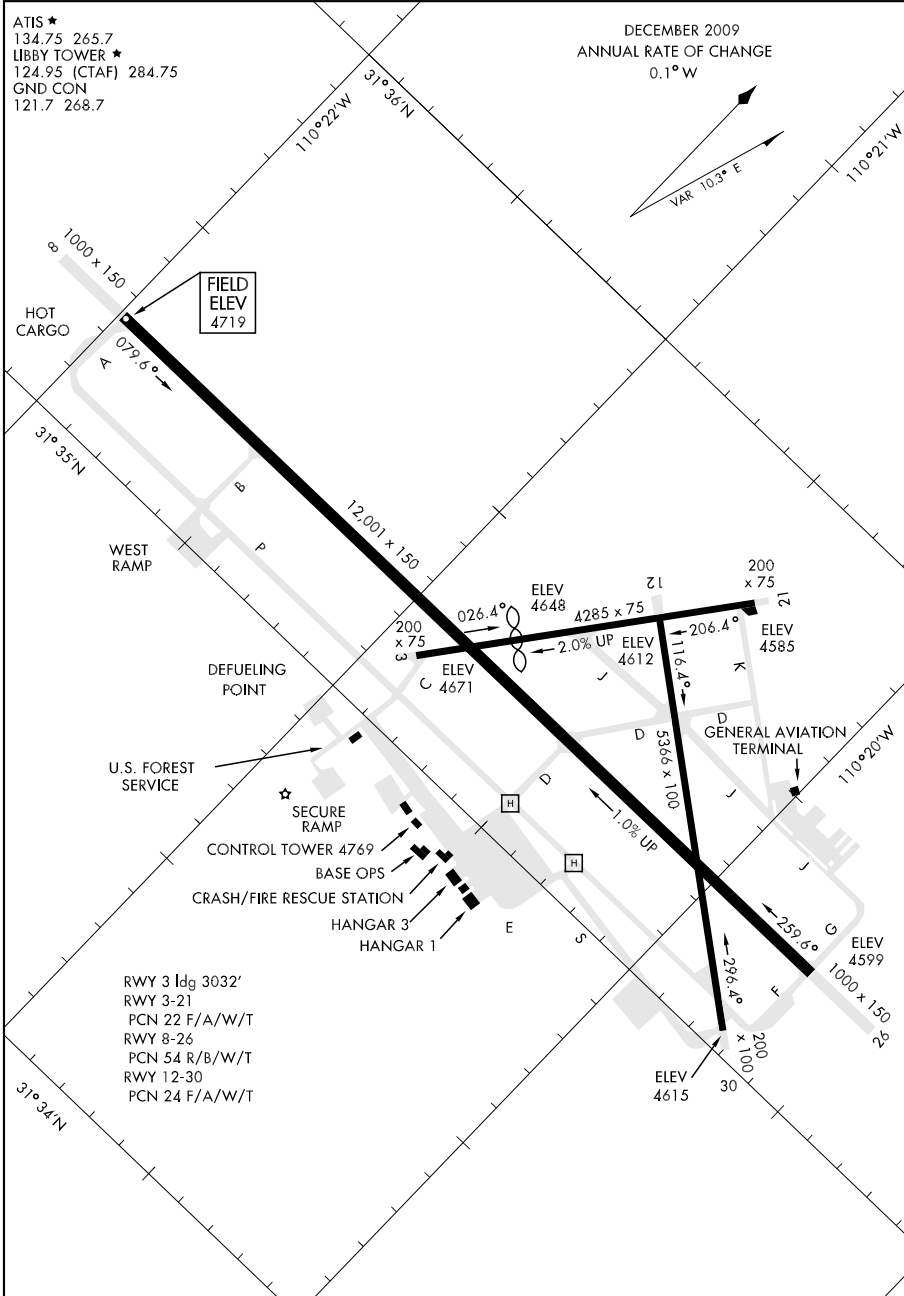 ATIS ★
134.75 265.7
LIBBY TOWER ★
124.95 (CTAF) 284.75
GND CON
121.7 268.7
DECEMBER 2009
ANNUAL RATE OF CHANGE
0.1° W
VAR 10.3° E
31°36'N
110°22'W
110°21'W
8
1000 x 150
FIELD
ELEV
4719
HOT
CARGO
A
079.6°
31°35'N
B
P
12,001 x 150
WEST
RAMP
200
x 75
3
026.4°
ELEV
4648
4285 x 75
12
200
x 75
21
2.0% UP
ELEV
4612
206.4°
ELEV
4585
116.4°
ELEV
4671
C
J
K
DEFUELING
POINT
D
D
D
5366 x 100
GENERAL AVIATION
TERMINAL
110°20'W
U.S. FOREST
SERVICE
SECURE
RAMP
H
H
J
J
1.0% UP
CONTROL TOWER 4769
BASE OPS
CRASH/FIRE RESCUE STATION
HANGAR 3
HANGAR 1
E
S
G
F
259.6°
ELEV
4599
1000 x 150
26
296.4°
200
x 100
30
ELEV
4615
RWY 3 ldg 3032'
RWY 3-21
PCN 22 F/A/W/T
RWY 8-26
PCN 54 R/B/W/T
RWY 12-30
PCN 24 F/A/W/T
31°34'N